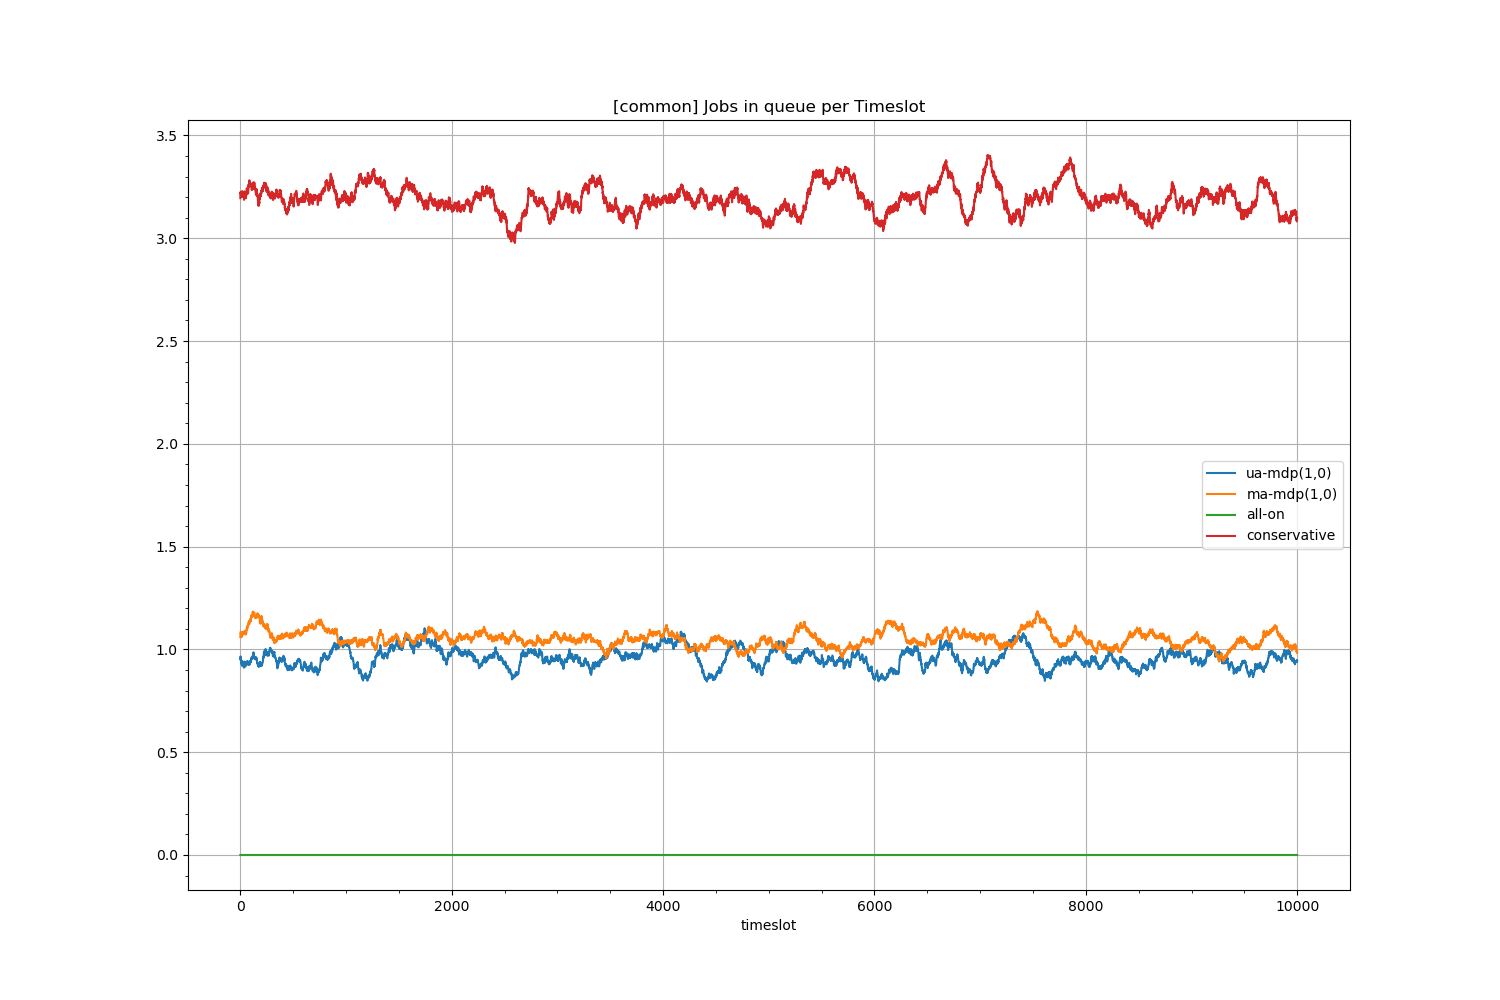 [common] Jobs in queue per Timeslot
3.5
3.0
2.5
2.0
1.5
1.0
0.5
0.0
ua-mdp(1,0)
ma-mdp(1,0)
all-on
conservative
0 2000 4000 6000 8000 10000
timeslot